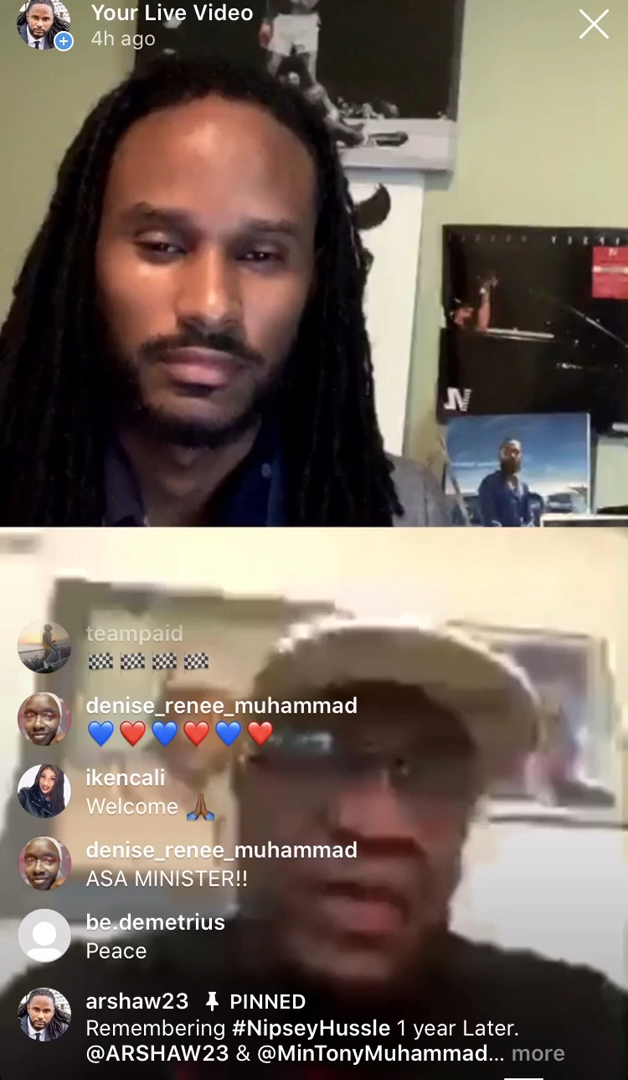 Your Live Video
4h ago
teampaid
🏁 🏁 🏁 🏁
denise_renee_muhammad
💙❤️💙❤️💙❤️
ikencali
Welcome 🙏🏾
denise_renee_muhammad
ASA MINISTER!!
be.demetrius
Peace
arshaw23 📌 PINNED
Remembering #NipseyHussle 1 year Later.
@ARSHAW23 & @MinTonyMuhammad... more